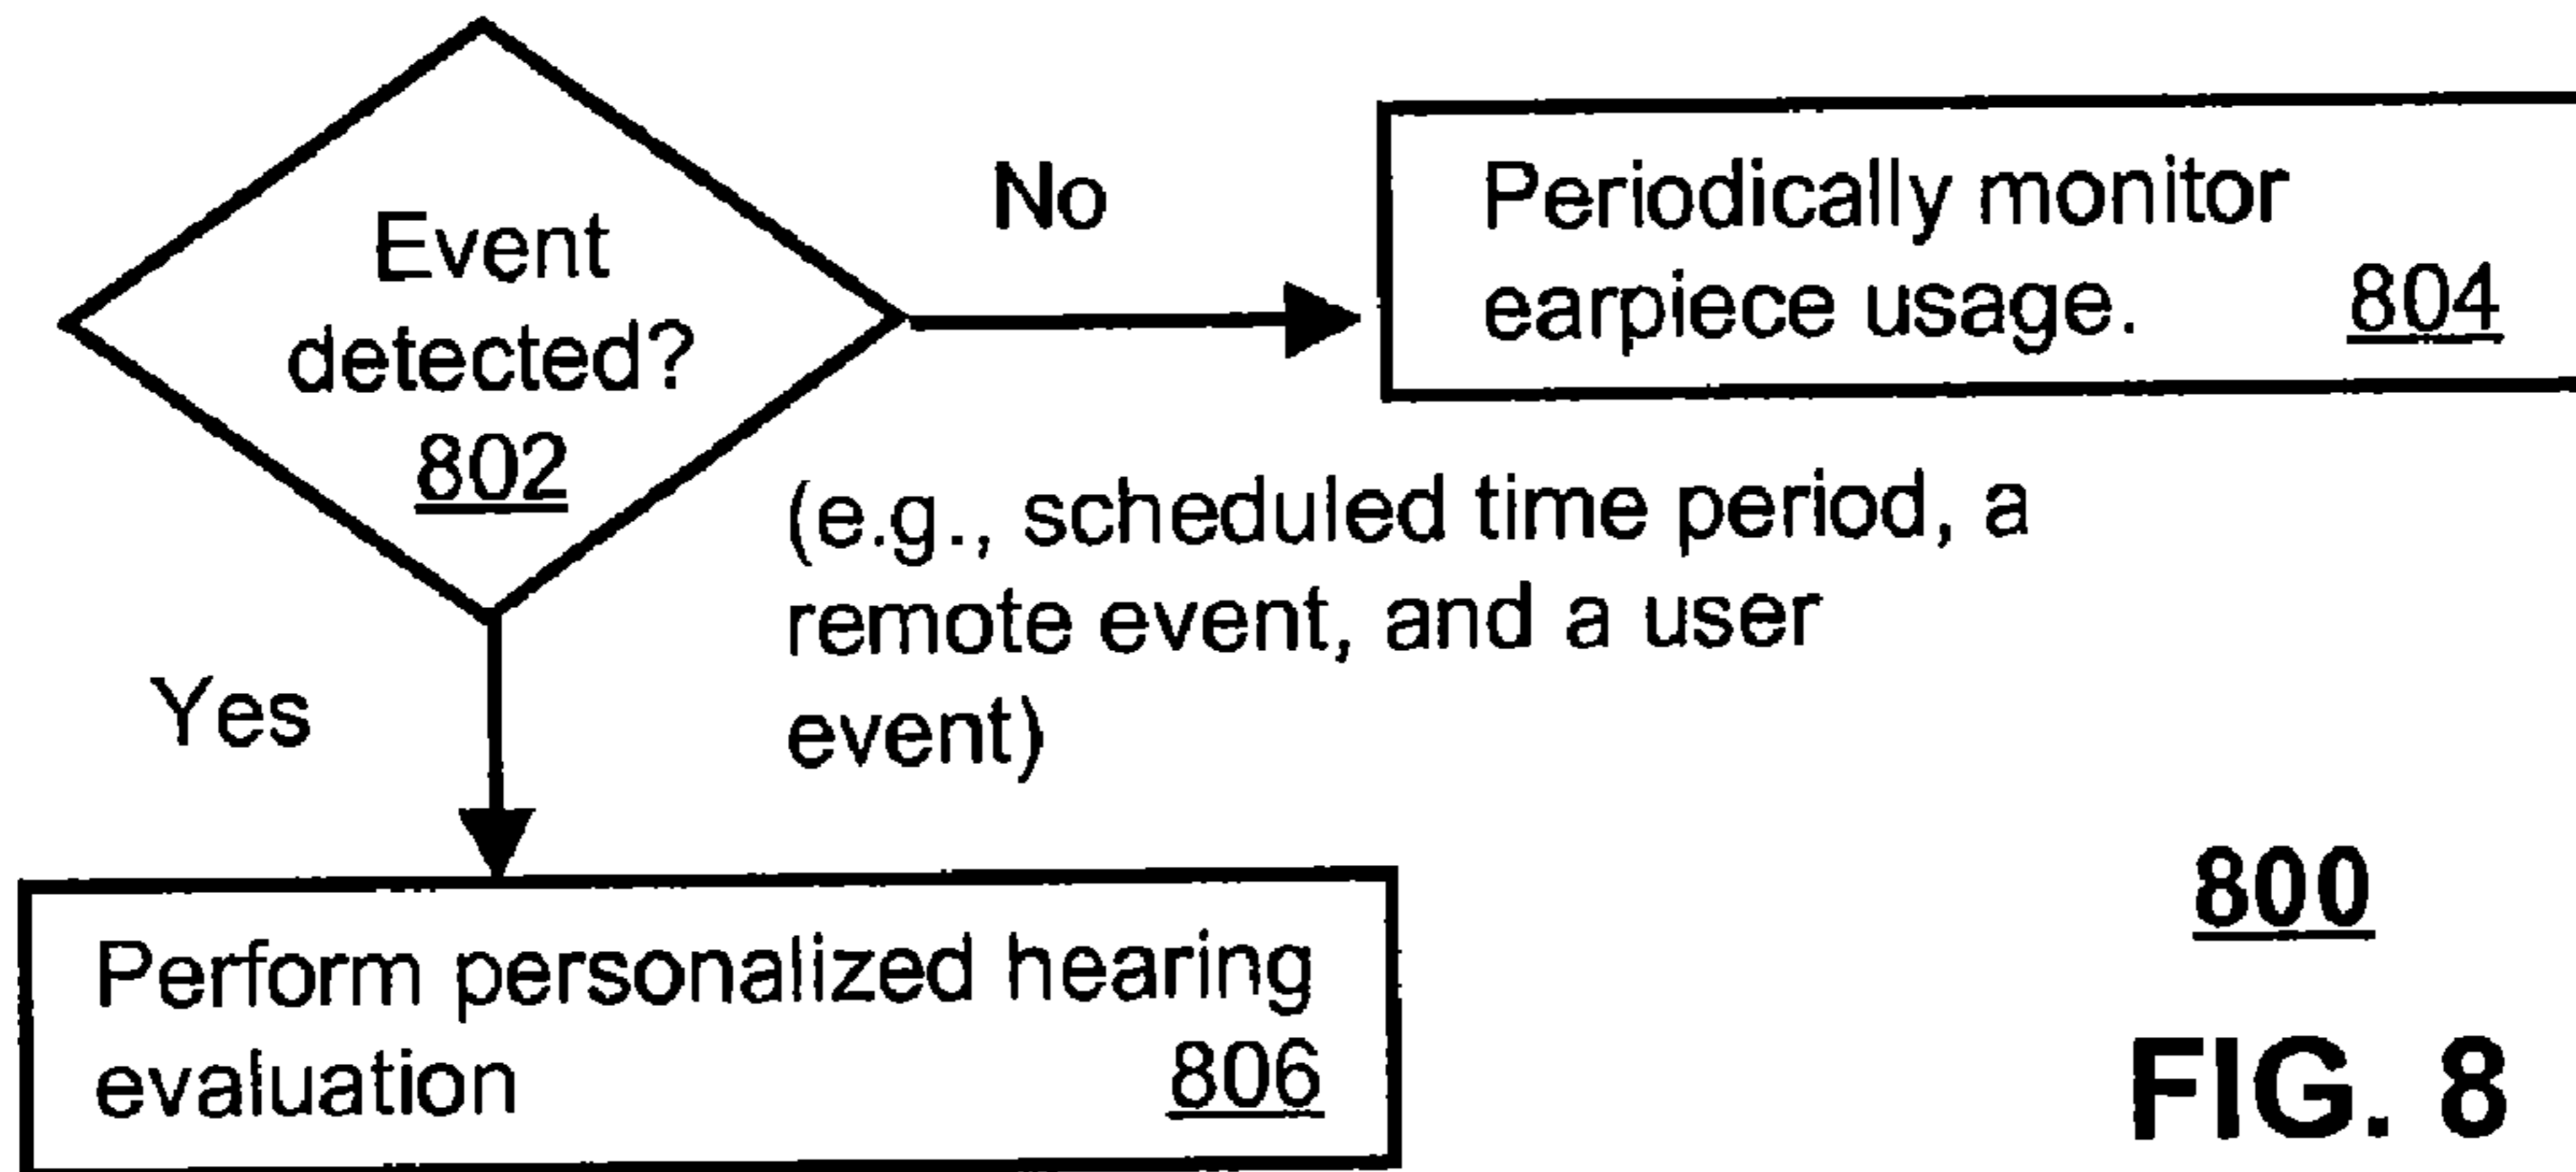 Event
detected?
802
No
Periodically monitor
earpiece usage. 804
(e.g., scheduled time period, a
remote event, and a user
event)
Yes
Perform personalized hearing
evaluation 806
800
FIG. 8